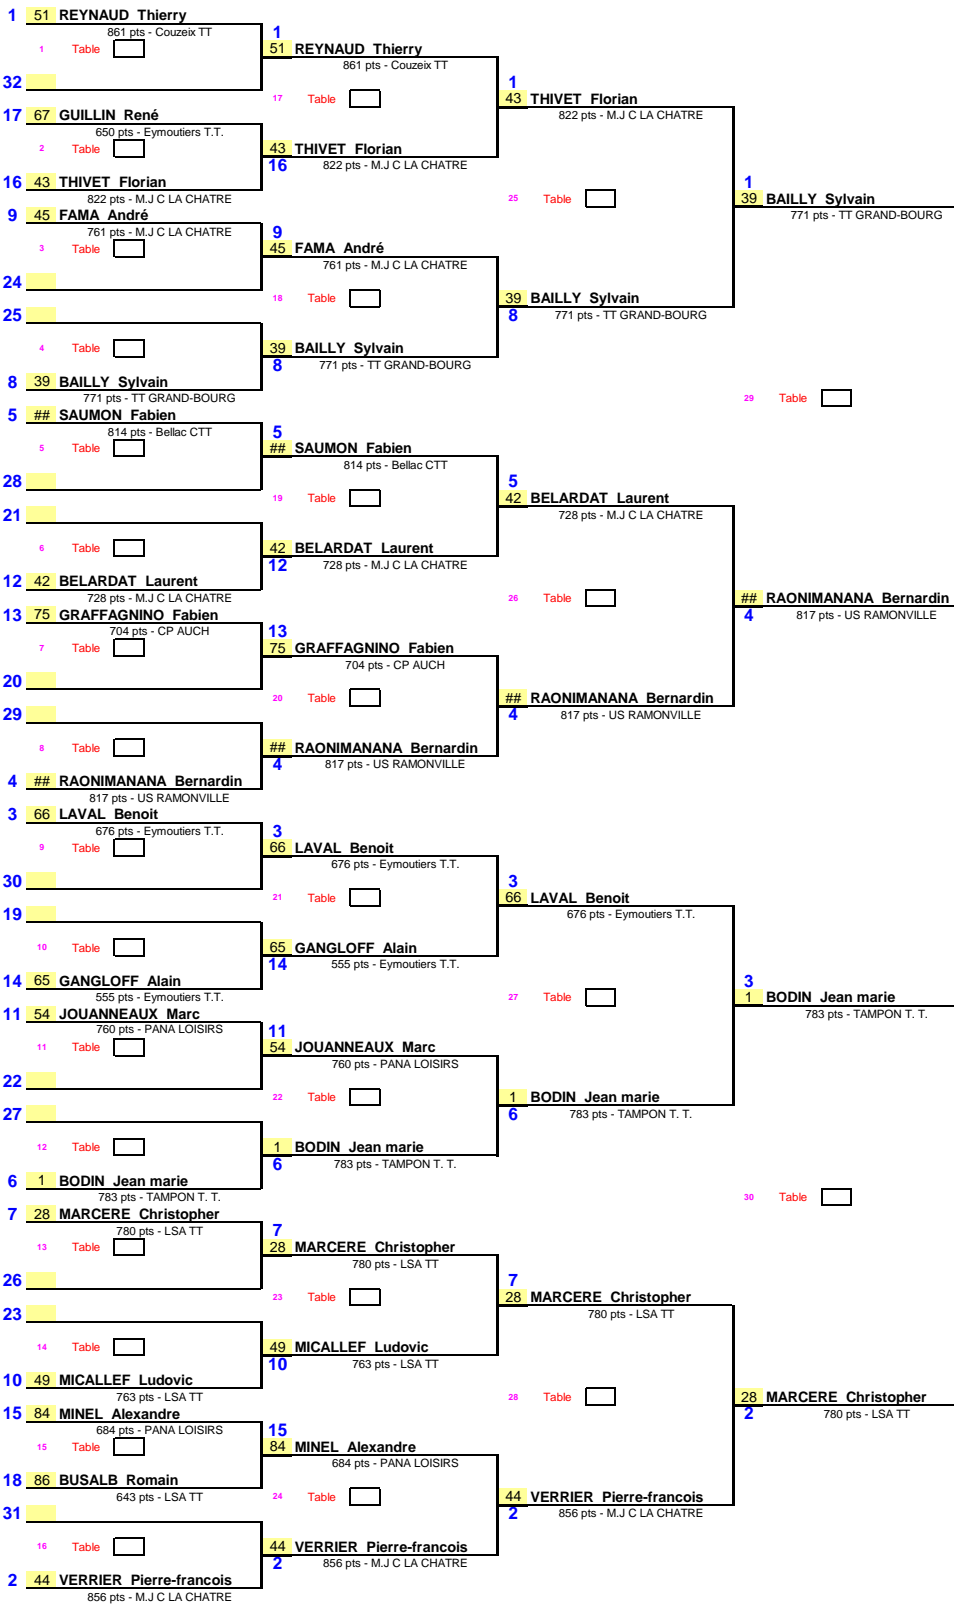 1 51 REYNAUD Thierry
861 pts - Couzeix TT
1 Table
32
17 67 GUILLIN René
650 pts - Eymoutiers T.T.
2 Table
16 43 THIVET Florian
822 pts - M.J C LA CHATRE
9 45 FAMA André
761 pts - M.J C LA CHATRE
3 Table
24
25
4 Table
8 39 BAILLY Sylvain
771 pts - TT GRAND-BOURG
5 ## SAUMON Fabien
814 pts - Bellac CTT
5 Table
28
21
6 Table
12 42 BELARDAT Laurent
728 pts - M.J C LA CHATRE
13 75 GRAFFAGNINO Fabien
704 pts - CP AUCH
7 Table
20
29
8 Table
4 ## RAONIMANANA Bernardin
817 pts - US RAMONVILLE
3 66 LAVAL Benoit
676 pts - Eymoutiers T.T.
9 Table
30
19
10 Table
14 65 GANGLOFF Alain
555 pts - Eymoutiers T.T.
11 54 JOUANNEAUX Marc
760 pts - PANA LOISIRS
11 Table
22
27
12 Table
6 1 BODIN Jean marie
783 pts - TAMPON T. T.
7 28 MARCERE Christopher
780 pts - LSA TT
13 Table
26
23
14 Table
10 49 MICALLEF Ludovic
763 pts - LSA TT
15 84 MINEL Alexandre
684 pts - PANA LOISIRS
15 Table
18 86 BUSALB Romain
643 pts - LSA TT
31
16 Table
2 44 VERRIER Pierre-francois
856 pts - M.J C LA CHATRE
1
51 REYNAUD Thierry
861 pts - Couzeix TT
17 Table
43 THIVET Florian
16 822 pts - M.J C LA CHATRE
9
45 FAMA André
761 pts - M.J C LA CHATRE
18 Table
39 BAILLY Sylvain
8 771 pts - TT GRAND-BOURG
5
## SAUMON Fabien
814 pts - Bellac CTT
19 Table
42 BELARDAT Laurent
12 728 pts - M.J C LA CHATRE
13
75 GRAFFAGNINO Fabien
704 pts - CP AUCH
20 Table
## RAONIMANANA Bernardin
4 817 pts - US RAMONVILLE
3
66 LAVAL Benoit
676 pts - Eymoutiers T.T.
21 Table
65 GANGLOFF Alain
14 555 pts - Eymoutiers T.T.
11
54 JOUANNEAUX Marc
760 pts - PANA LOISIRS
22 Table
1 BODIN Jean marie
6 783 pts - TAMPON T. T.
7
28 MARCERE Christopher
780 pts - LSA TT
23 Table
49 MICALLEF Ludovic
10 763 pts - LSA TT
15
84 MINEL Alexandre
684 pts - PANA LOISIRS
24 Table
44 VERRIER Pierre-francois
2 856 pts - M.J C LA CHATRE
1
43 THIVET Florian
822 pts - M.J C LA CHATRE
25 Table
39 BAILLY Sylvain
8 771 pts - TT GRAND-BOURG
5
42 BELARDAT Laurent
728 pts - M.J C LA CHATRE
26 Table
## RAONIMANANA Bernardin
4 817 pts - US RAMONVILLE
3
66 LAVAL Benoit
676 pts - Eymoutiers T.T.
27 Table
1 BODIN Jean marie
6 783 pts - TAMPON T. T.
7
28 MARCERE Christopher
780 pts - LSA TT
28 Table
44 VERRIER Pierre-francois
2 856 pts - M.J C LA CHATRE
1
39 BAILLY Sylvain
771 pts - TT GRAND-BOURG
29 Table
## RAONIMANANA Bernardin
4 817 pts - US RAMONVILLE
3
1 BODIN Jean marie
783 pts - TAMPON T. T.
30 Table
28 MARCERE Christopher
2 780 pts - LSA TT